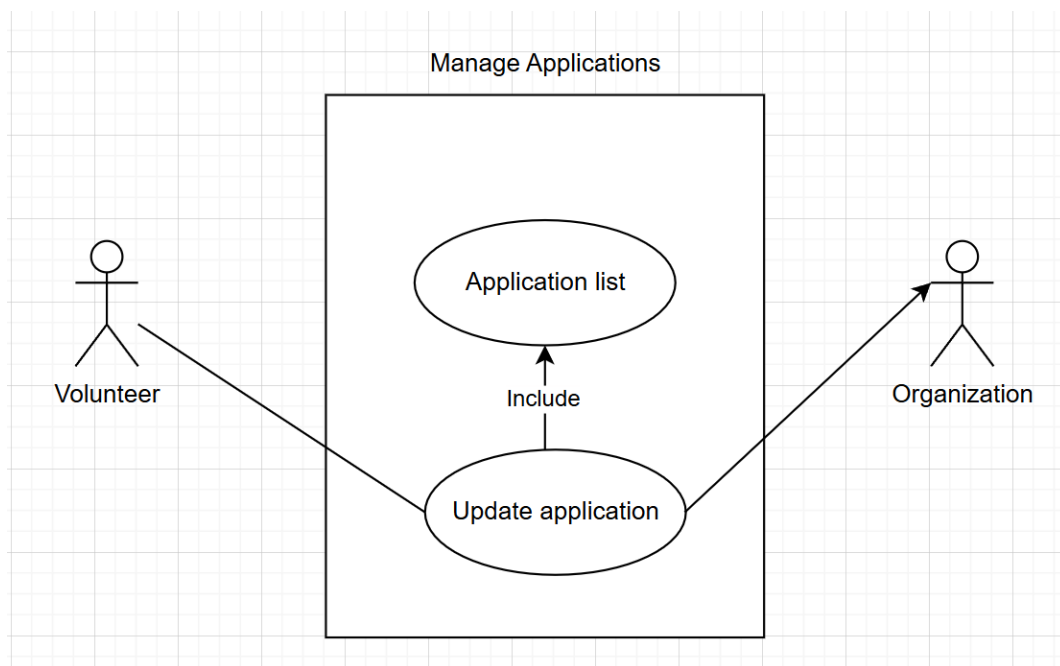 Manage Applications
Application list
Volunteer
Include
Organization
Update application